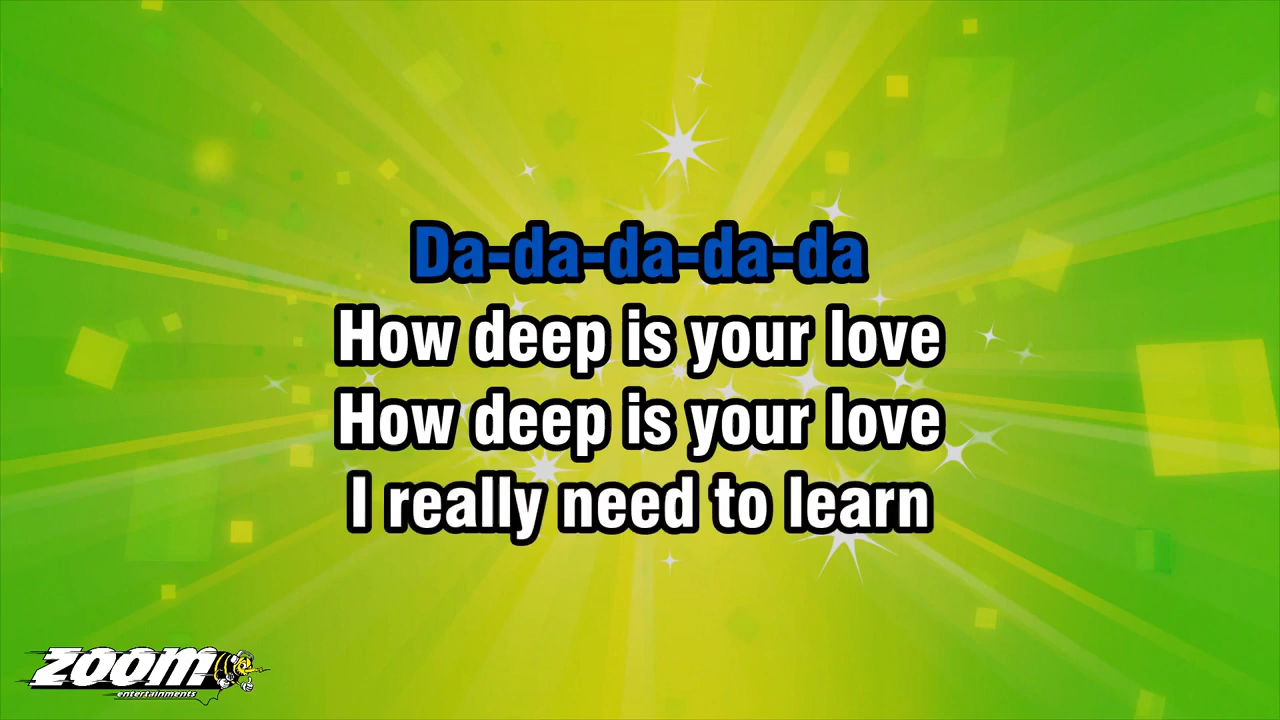 Da-da-da-da-da
How deep is your love
How deep is your love
I really need to learn
zoom
entertainments